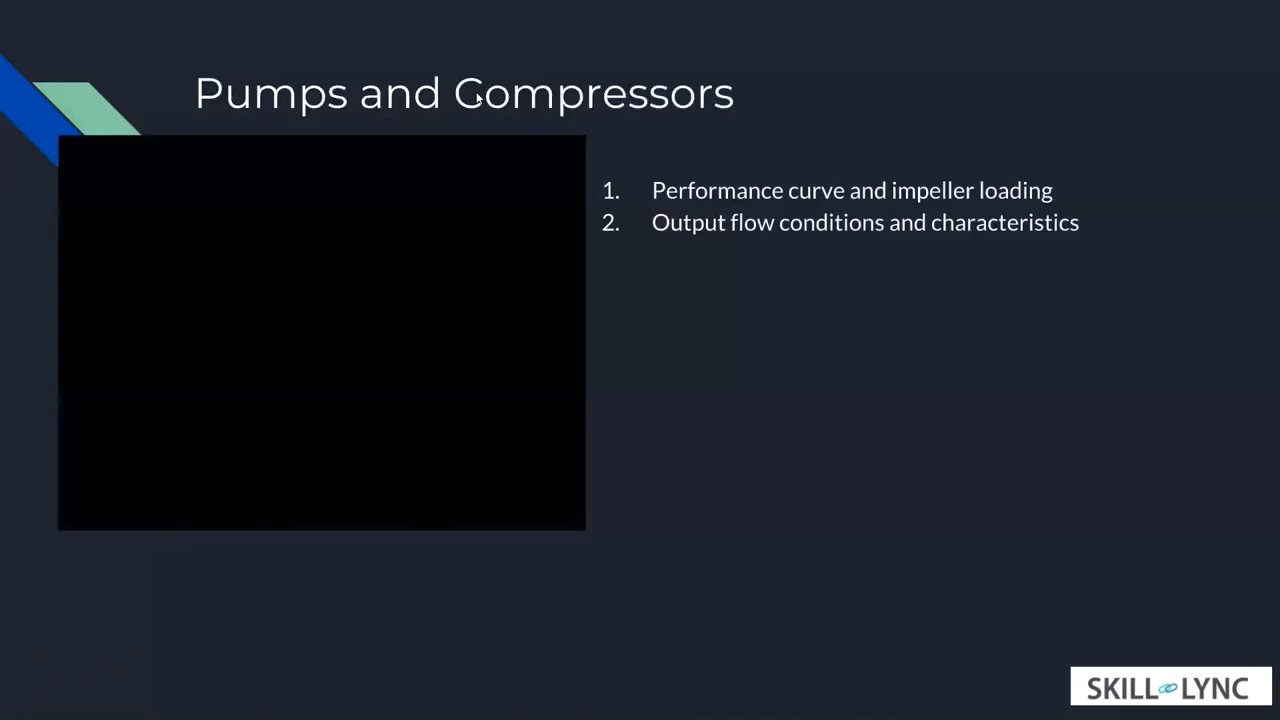 Pumps and Compressors
1. Performance curve and impeller loading
2. Output flow conditions and characteristics
SKILL LYNC